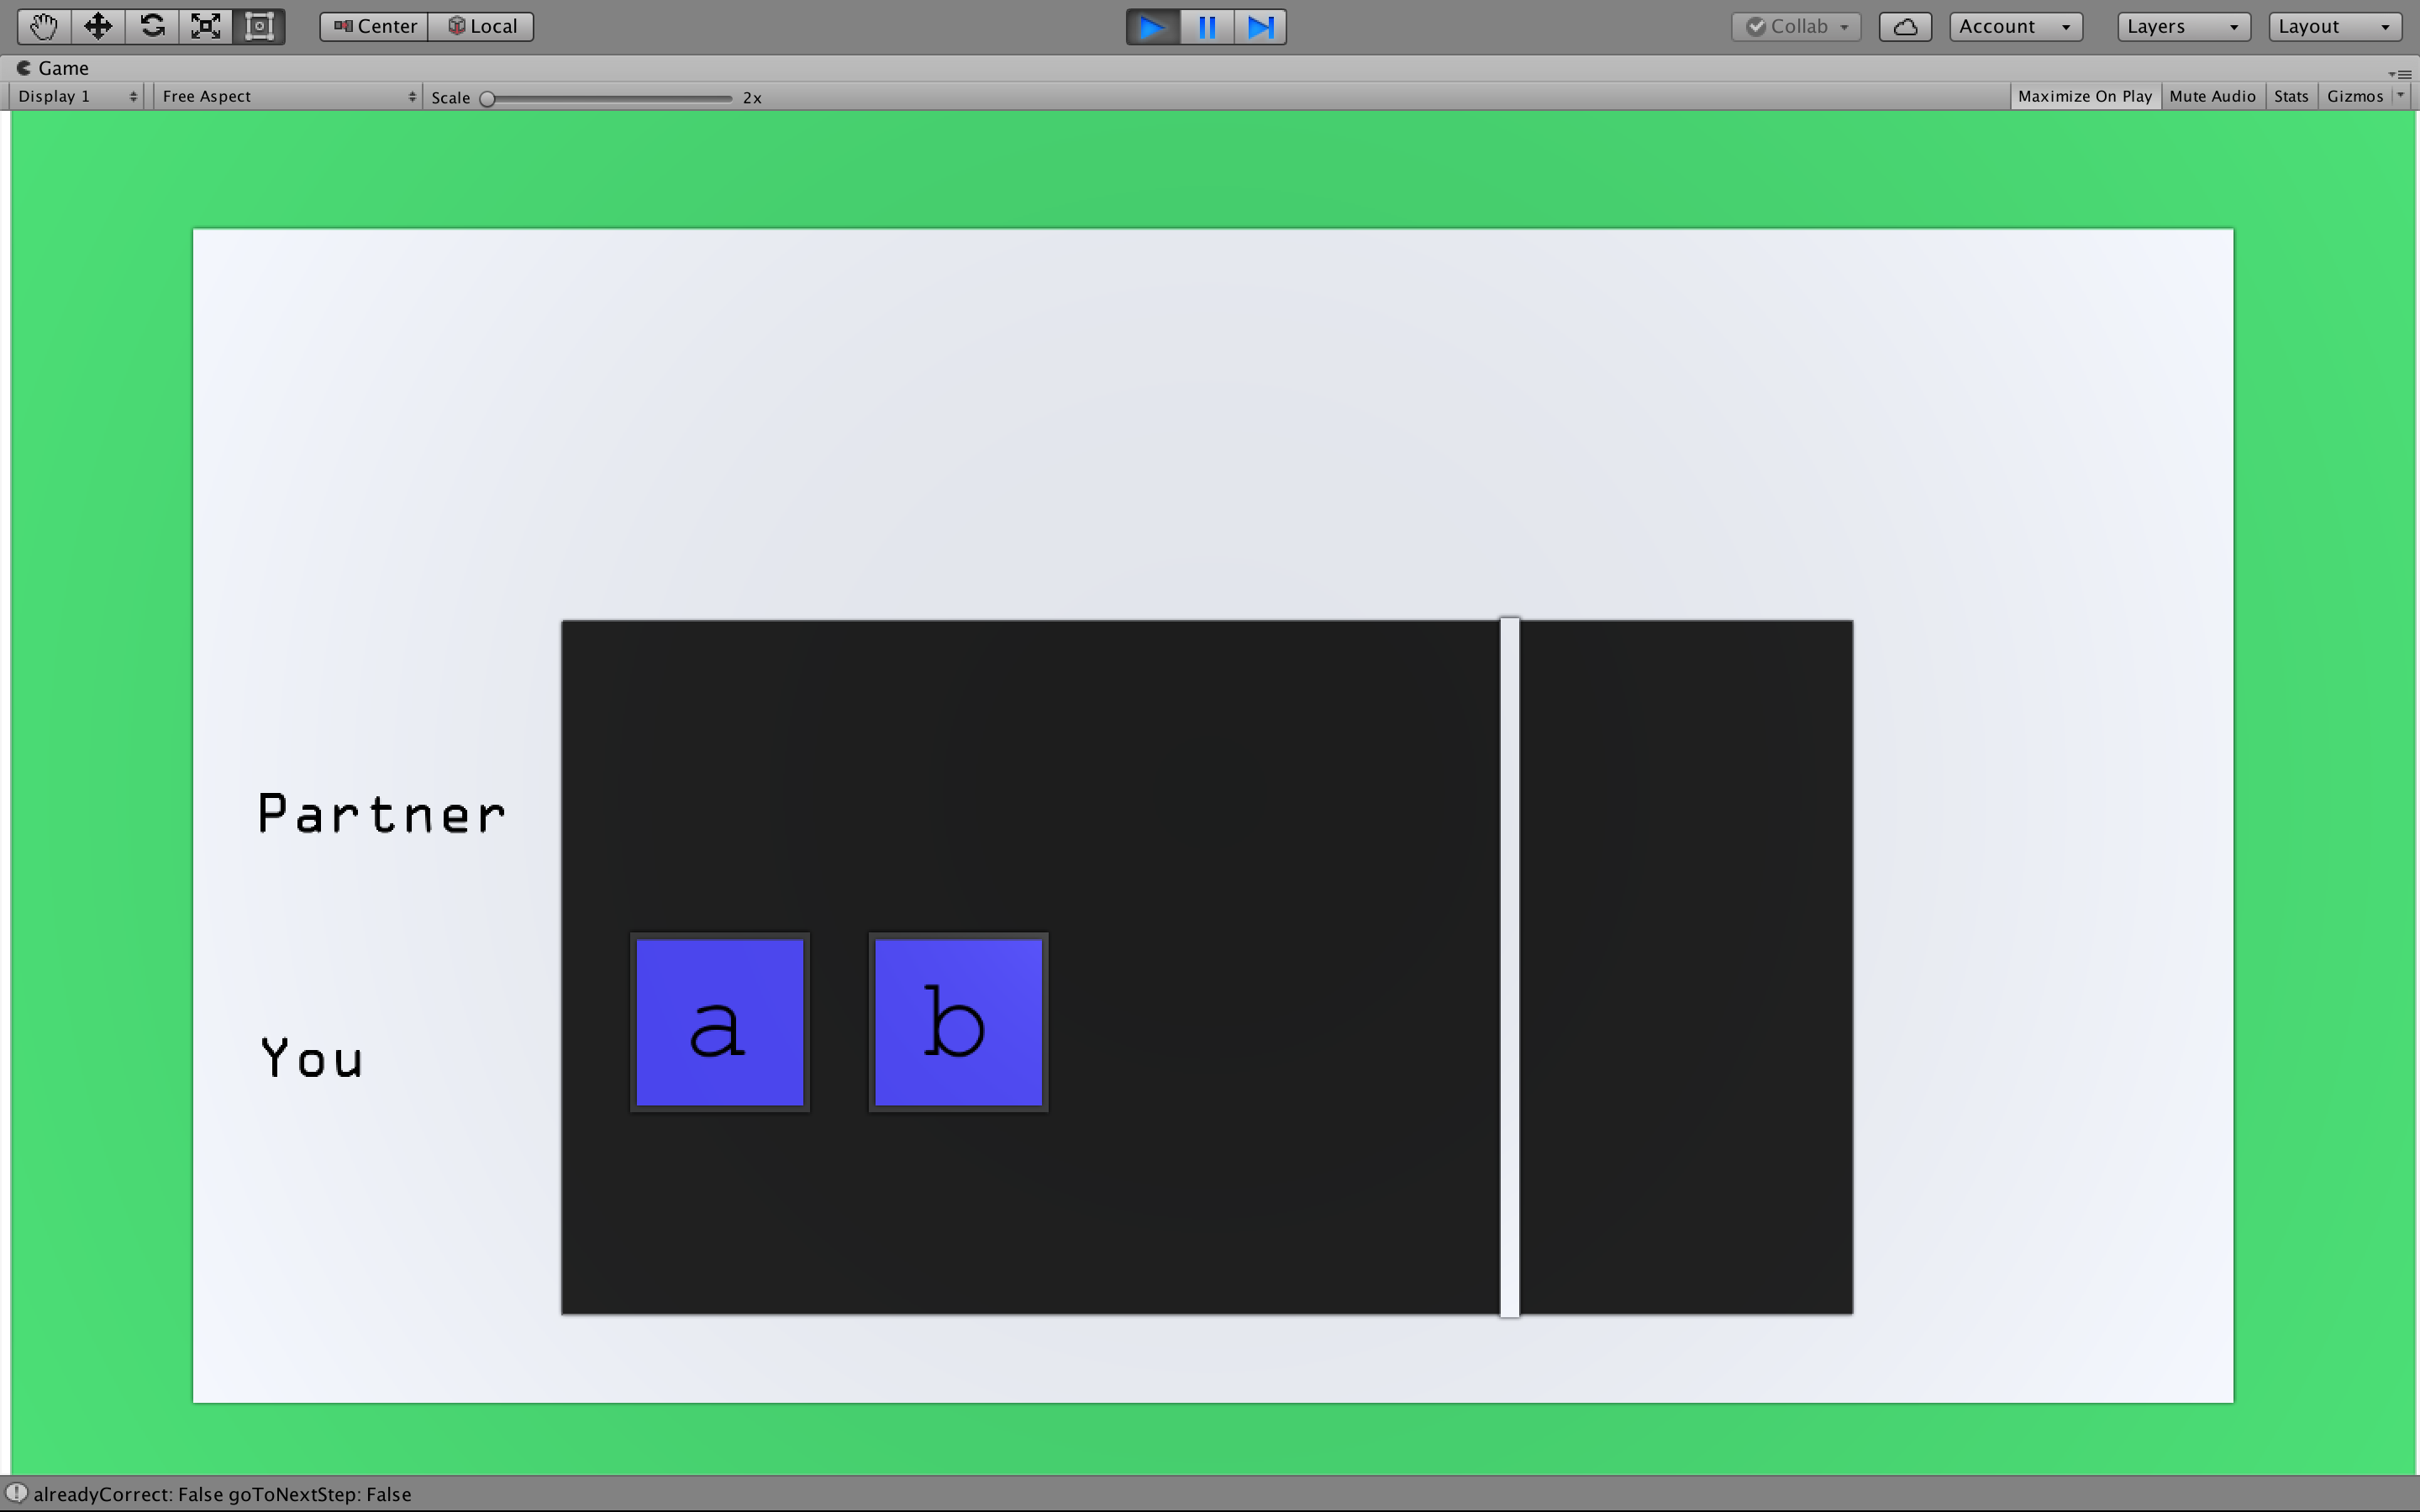 Center Local Collab Account Layers Layout
Game
Display 1 Free Aspect Scale 2x Maximize On Play Mute Audio Stats Gizmos
Partner
a b
You
alreadyCorrect: False goToNextStep: False